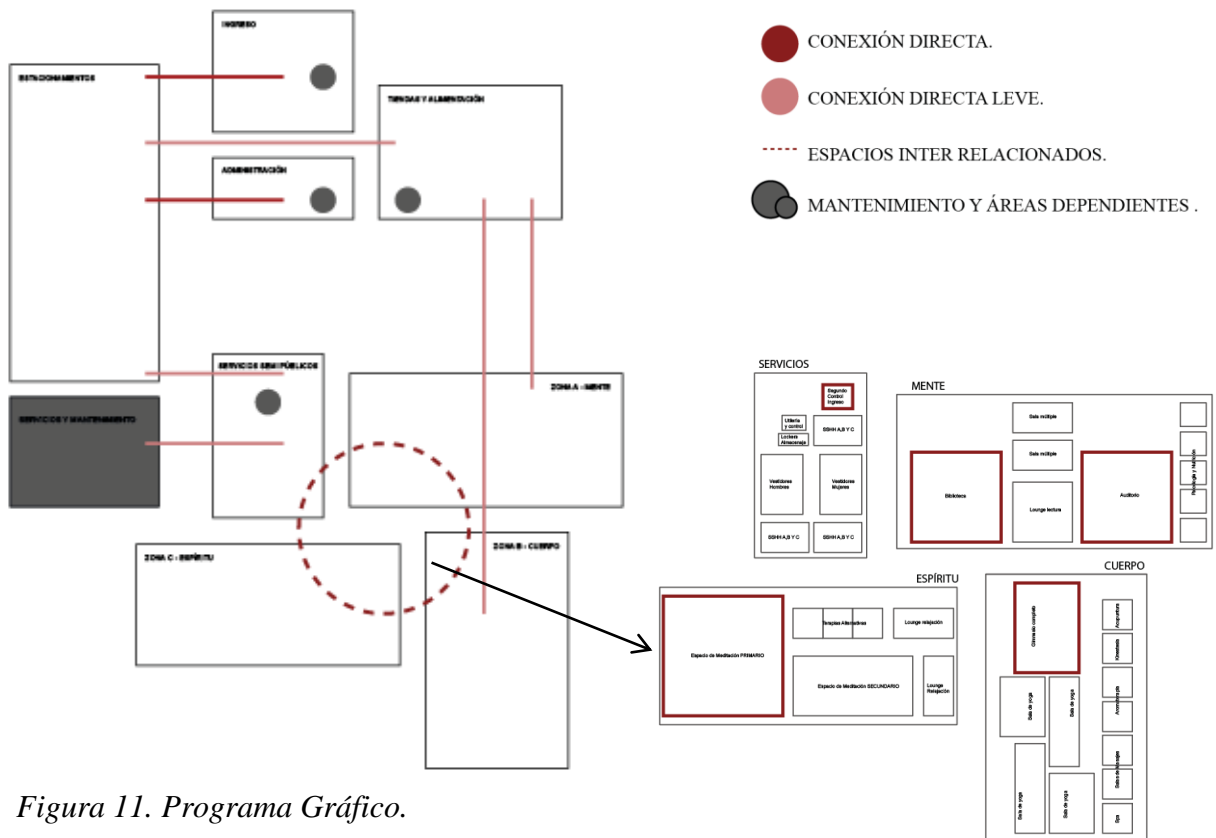 INGRESO
ESTACIONAMIENTOS
TIENDAS Y ALIMENTACIÓN
ADMINISTRACIÓN
SERVICIOS SEMI PÚBLICOS
ZONA A - MENTE
SERVICIOS Y MANTENIMIENTO
ZONA C - ESPÍRITU
ZONA B - CUERPO
CONEXIÓN DIRECTA.
CONEXIÓN DIRECTA LEVE.
ESPACIOS INTER RELACIONADOS.
MANTENIMIENTO Y ÁREAS DEPENDIENTES .
SERVICIOS
Segundo
Control
Ingreso
Utilería
y control
Lockers
Almacenaje
SSHH A,B Y C
Vestidores
Hombres
Vestidores
Mujeres
SSHH A,B Y C
SSHH A,B Y C
MENTE
Sala múltiple
Sala múltiple
Biblioteca
Lounge lectura
Auditorio
Psicología y Nutrición
ESPÍRITU
Espacio de Meditación PRIMARIO
Terapias Alternativas
Lounge relajación
Espacio de Meditación SECUNDARIO
Lounge
Relajación
CUERPO
Gimnasio completo
Acupuntura
Kinesiais
Aromaterapia
Sala de yoga
Sala de yoga
Salas de Masajes
Sala de yoga
Sala de yoga
Spa
Figura 11. Programa Gráfico.